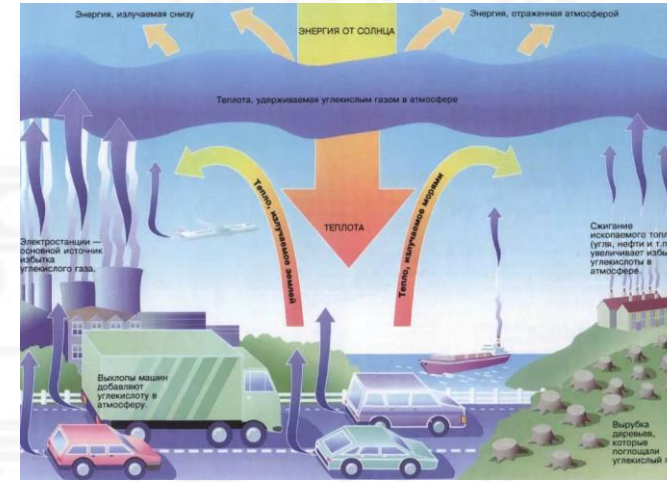 Энергия, излучаемая снизу
ЭНЕРГИЯ ОТ СОЛНЦА
Энергия, отраженная атмосферой
Теплота, удерживаемая углекислым газом в атмосфере
Тепло, излучаемое землей
ТЕПЛОТА
Тепло, излучаемое морями
Электростанции —
основной источник
избытка
углекислого газа.
Сжигание
ископаемого
(угля, нефти и т.п.
увеличивает
углекислоты в
атмосфере.
Выхлопы машин
добавляют
углекислоту в
атмосферу.
Вырубка
деревьев,
которые
поглощали
углекислый